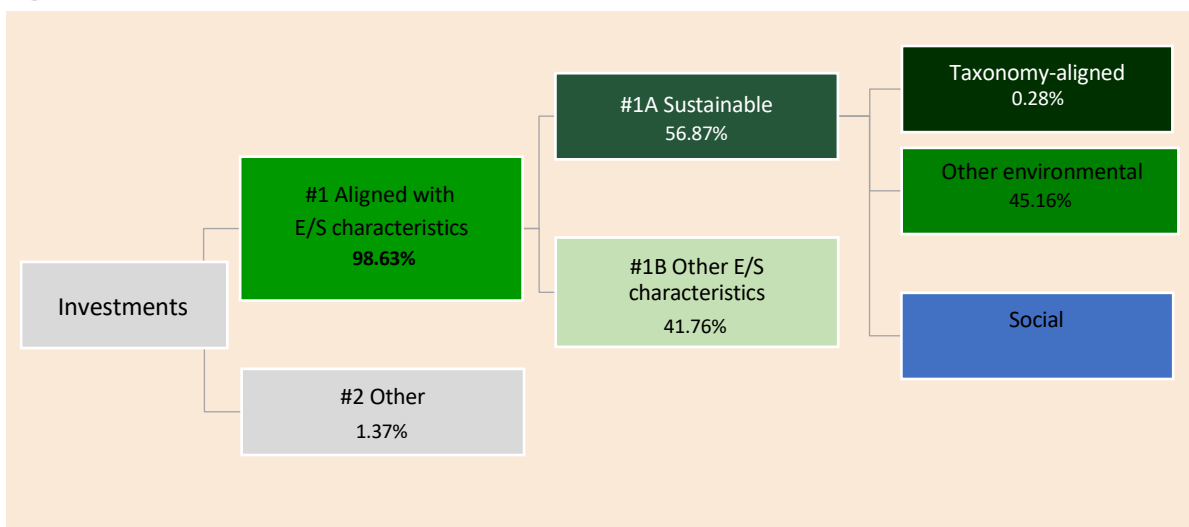 Investments
#1 Aligned with
E/S characteristics
98.63%
#2 Other
1.37%
#1A Sustainable
56.87%
#1B Other E/S
characteristics
41.76%
Taxonomy-aligned
0.28%
Other environmental
45.16%
Social